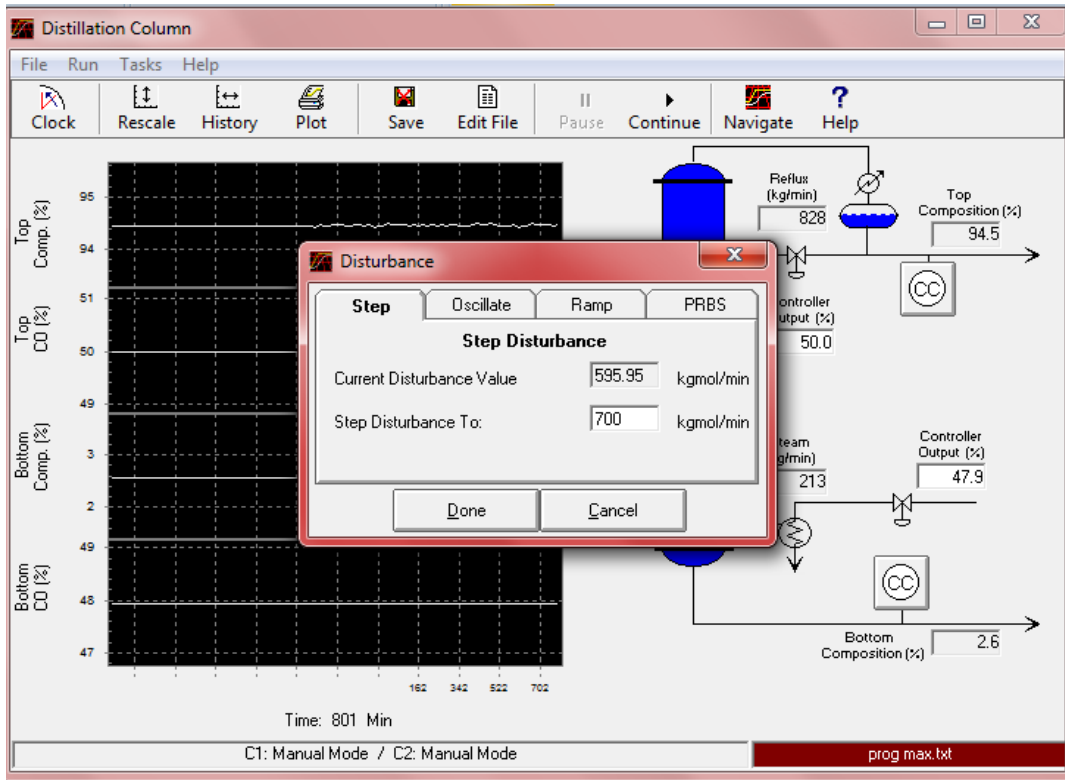 Distillation Column
File Run Tasks Help
Clock Rescale History Plot Save Edit File Pause Continue Navigate Help
Top Comp. (%)
95
94
Top CO (%)
51
50
49
Bottom Comp. (%)
3
2
Bottom CO (%)
49
48
47
162 342 522 702
Time: 801 Min
Disturbance
Step Oscillate Ramp PRBS
Step Disturbance
Current Disturbance Value 595.95 kgmol/min
Step Disturbance To: 700 kgmol/min
Done Cancel
Reflux
(kg/min)
828
Top
Composition (%)
94.5
CC
ontroller
utput (%)
50.0
team
g/min)
213
Controller
Output (%)
47.9
CC
Bottom
Composition (%)
2.6
C1: Manual Mode / C2: Manual Mode
prog max.txt